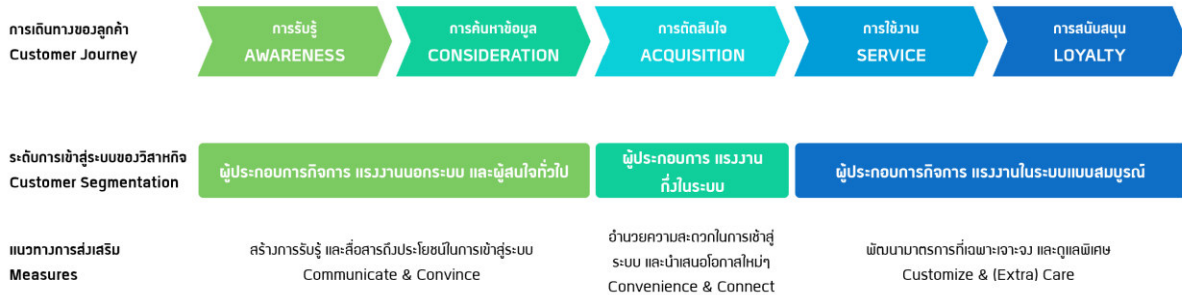 การเดินทางของลูกค้า
Customer Journey
การรับรู้
AWARENESS
การค้นหาข้อมูล
CONSIDERATION
การตัดสินใจ
ACQUISITION
การใช้งาน
SERVICE
การสนับสนุน
LOYALTY
ระดับการเข้าสู่ระบบของวิสาหกิจ
Customer Segmentation
ผู้ประกอบการกิจการ แรงงานนอกระบบ และผู้สนใจทั่วไป
ผู้ประกอบการ แรงงาน
กึ่งในระบบ
ผู้ประกอบการกิจการ แรงงานในระบบแบบสมบูรณ์
แนวทางการส่งเสริม
Measures
สร้างการรับรู้ และสื่อสารถึงประโยชน์ในการเข้าสู่ระบบ
Communicate & Convince
อำนวยความสะดวกในการเข้าสู่
ระบบ และนำเสนอโอกาสใหม่ๆ
Convenience & Connect
พัฒนามาตรการที่เฉพาะเจาะจง และดูแลพิเศษ
Customize & (Extra) Care